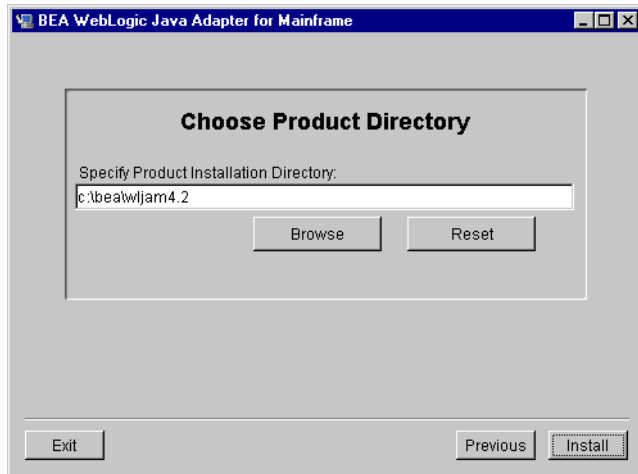 BEA WebLogic Java Adapter for Mainframe
Choose Product Directory
Specify Product Installation Directory:
c:\bea\wljam4.2
Browse Reset
Exit Previous Install